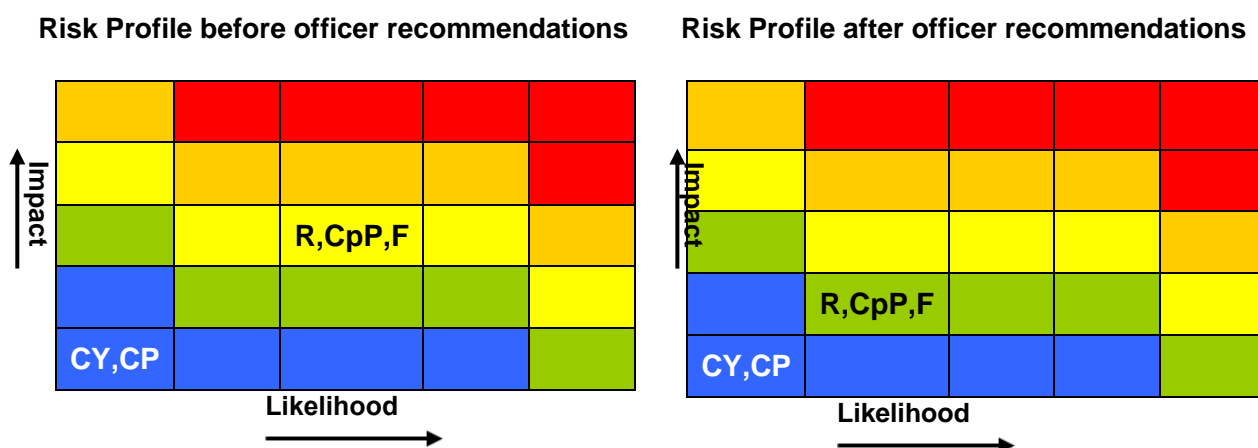 Risk Profile before officer recommendations
Impact
R,CpP,F
CY,CP
Likelihood
Risk Profile after officer recommendations
Impact
R,CpP,F
CY,CP
Likelihood